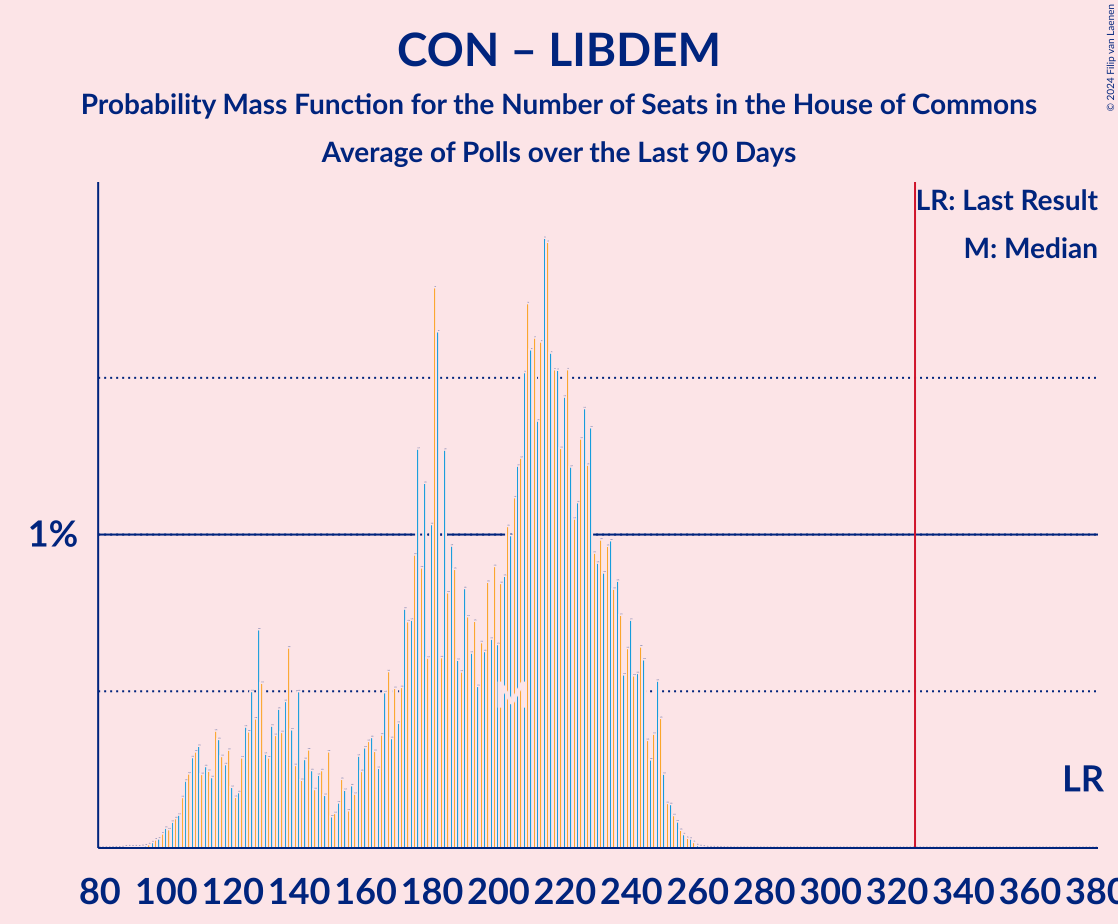 CON – LIBDEM
Probability Mass Function for the Number of Seats in the House of Commons
Average of Polls over the Last 90 Days
© 2024 Filip van Laenen
LR: Last Result
M: Median
1%
M
LR
80 100 120 140 160 180 200 220 240 260 280 300 320 340 360 380